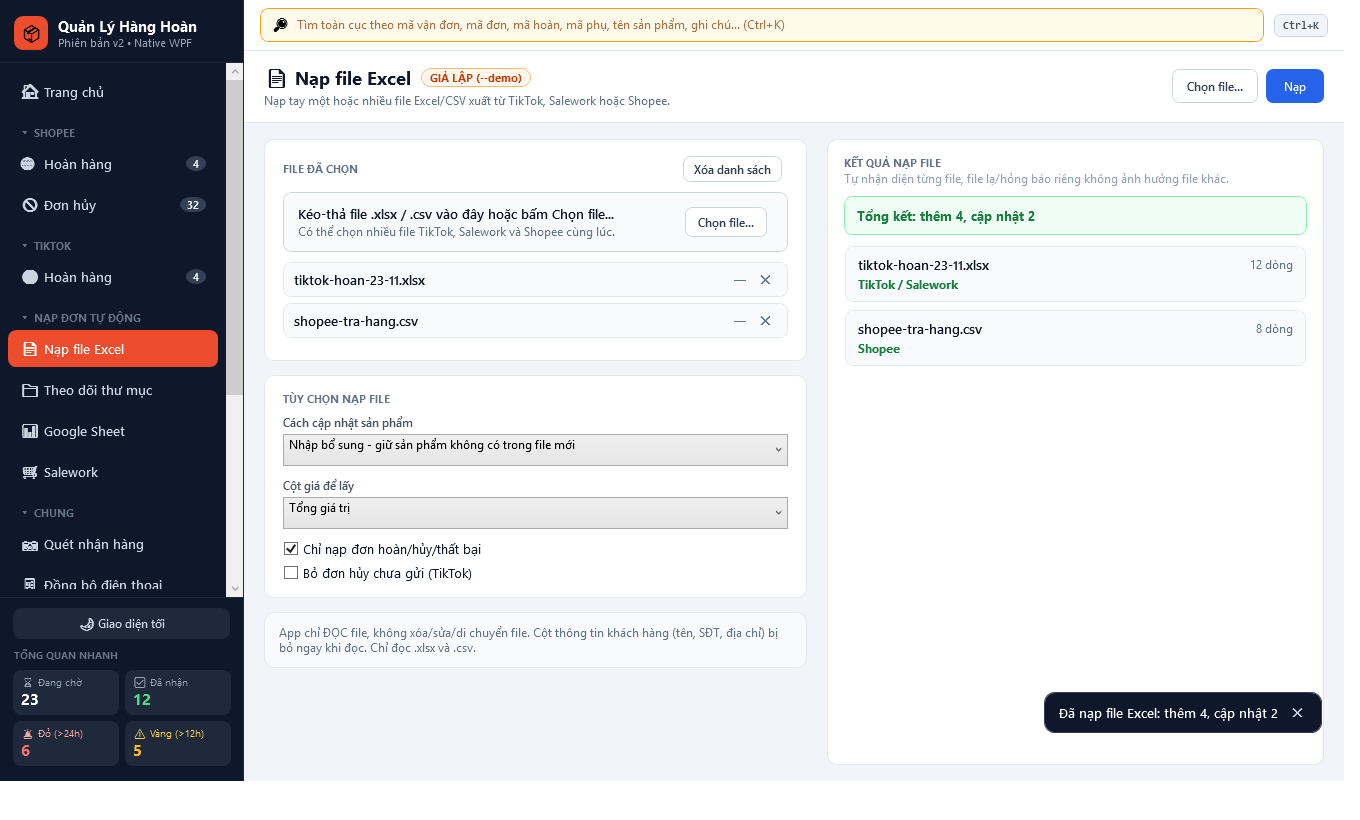 Quản Lý Hàng Hoàn
Phiên bản v2 • Native WPF
Trang chủ
SHOPEE
Hoàn hàng 4
Đơn hủy 32
TIKTOK
Hoàn hàng 4
NẠP ĐƠN TỰ ĐỘNG
Nạp file Excel
Theo dõi thư mục
Google Sheet
Salework
CHUNG
Quét nhận hàng
Đồng bộ điện thoại
Giao diện tối
TỔNG QUAN NHANH
Đang chờ
23
Đã nhận
12
Đỏ (>24h)
6
Vàng (>12h)
5
Tìm toàn cục theo mã vận đơn, mã đơn, mã hoàn, mã phụ, tên sản phẩm, ghi chú... (Ctrl+K)
Ctrl+K
Nạp file Excel GIẢ LẬP (--demo)
Nạp tay một hoặc nhiều file Excel/CSV xuất từ TikTok, Salework hoặc Shopee.
Chọn file... Nạp
FILE ĐÃ CHỌN
Xóa danh sách
Kéo-thả file .xlsx / .csv vào đây hoặc bấm Chọn file...
Có thể chọn nhiều file TikTok, Salework và Shopee cùng lúc.
Chọn file...
tiktok-hoan-23-11.xlsx —
shopee-tra-hang.csv —
TÙY CHỌN NẠP FILE
Cách cập nhật sản phẩm
Nhập bổ sung - giữ sản phẩm không có trong file mới
Cột giá để lấy
Tổng giá trị
Chỉ nạp đơn hoàn/hủy/thất bại
Bỏ đơn hủy chưa gửi (TikTok)
App chỉ ĐỌC file, không xóa/sửa/di chuyển file. Cột thông tin khách hàng (tên, SĐT, địa chỉ) bị
bỏ ngay khi đọc. Chỉ đọc .xlsx và .csv.
KẾT QUẢ NẠP FILE
Tự nhận diện từng file, file lạ/hỏng báo riêng không ảnh hưởng file khác.
Tổng kết: thêm 4, cập nhật 2
tiktok-hoan-23-11.xlsx 12 dòng
TikTok / Salework
shopee-tra-hang.csv 8 dòng
Shopee
Đã nạp file Excel: thêm 4, cập nhật 2